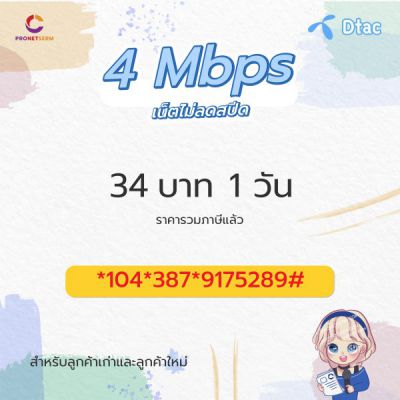 PRONETSERM
Dtac
4 Mbps
เน็ตไม่ลดสปีด
34 บาท 1 วัน
ราคารวมภาษีแล้ว
*104*387*9175289#
สำหรับลูกค้าเก่าและลูกค้าใหม่